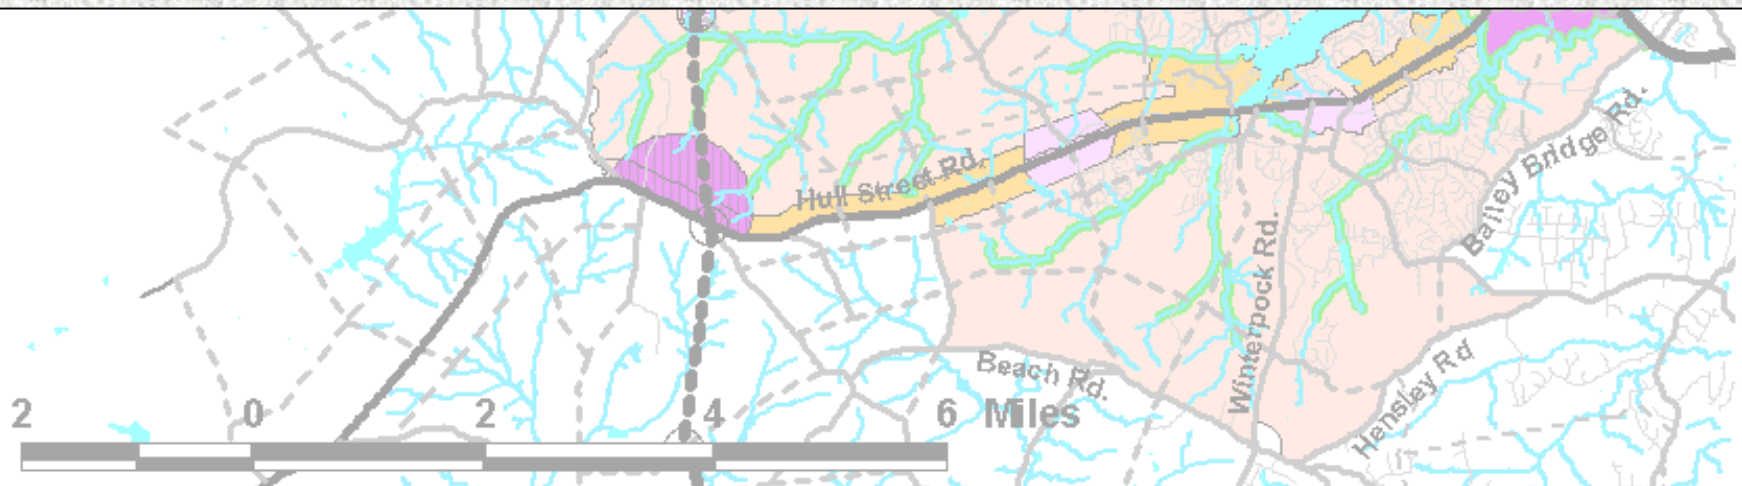 Hull Street Rd.
Bailey Bridge Rd.
Winterpock Rd.
Beach Rd.
Hensley Rd
2 0 2 4 6 Miles